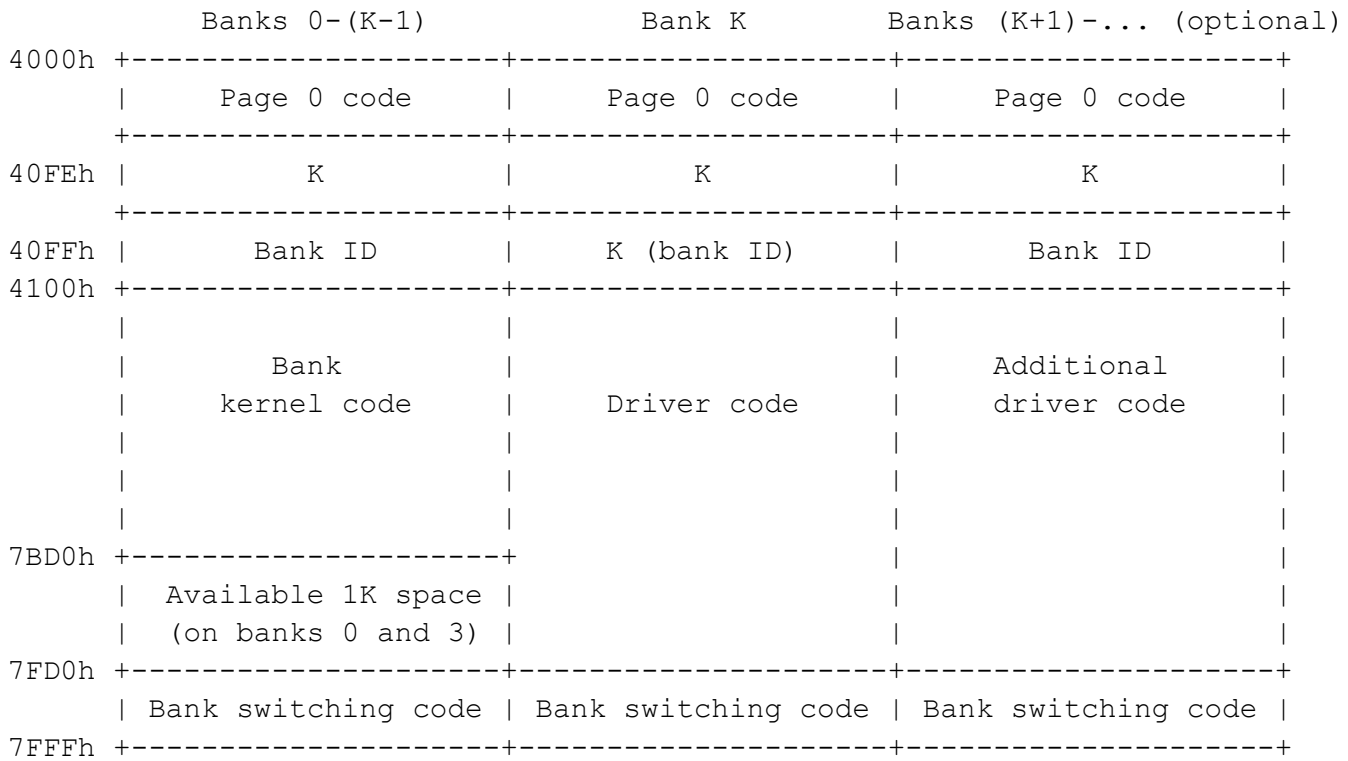 Banks 0-(K-1) Bank K Banks (K+1)-... (optional)
4000h +-------------------+-------------------+-------------------+
| Page 0 code | Page 0 code | Page 0 code |
+-------------------+-------------------+-------------------+
40FEh | K | K | K |
+-------------------+-------------------+-------------------+
40FFh | Bank ID | K (bank ID) | Bank ID |
4100h +-------------------+-------------------+-------------------+
| | | |
| Bank | | Additional |
| kernel code | Driver code | driver code |
| | | |
| | | |
| | | |
7BD0h +-------------------+ | |
| Available 1K space | | |
| (on banks 0 and 3) | | |
7FD0h +-------------------+-------------------+-------------------+
| Bank switching code | Bank switching code | Bank switching code |
7FFFh +-------------------+-------------------+-------------------+